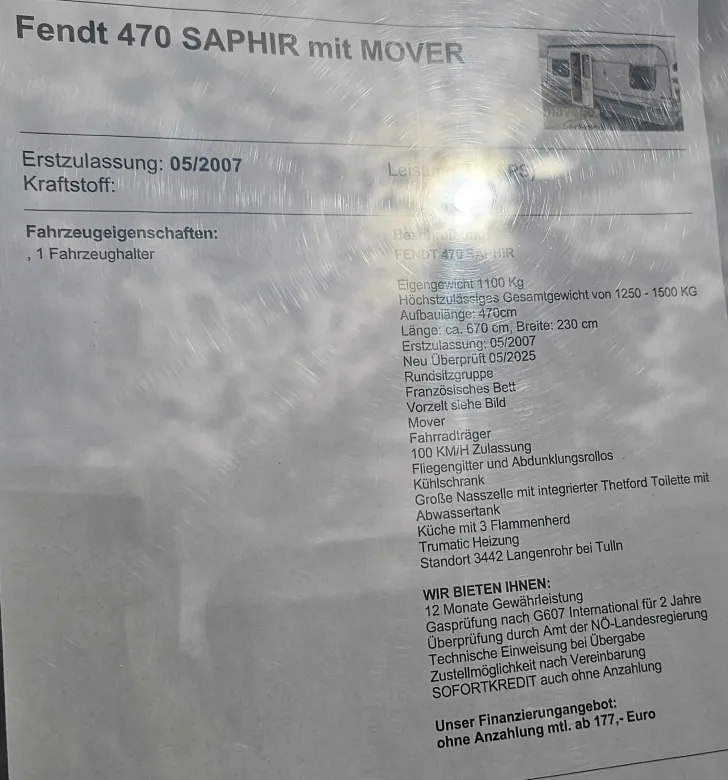 Fendt 470 SAPHIR mit MOVER
Erstzulassung: 05/2007
Kraftstoff:
Fahrzeugeigenschaften:
, 1 Fahrzeughalter
FENDT 470 SAPHIR
Eigengewicht 1100 Kg
Höchstzulässiges Gesamtgewicht von 1250 - 1500 KG
Aufbaulänge: 470cm
Länge: ca. 670 cm, Breite: 230 cm
Erstzulassung: 05/2007
Neu Überprüft 05/2025
Rundsitzgruppe
Französisches Bett
Vorzelt siehe Bild
Mover
Fahrradträger
100 KM/H Zulassung
Fliegengitter und Abdunklungsrollos
Kühlschrank
Große Nasszelle mit integrierter Thetford Toilette mit
Abwassertank
Küche mit 3 Flammenherd
Trumatic Heizung
Standort 3442 Langenrohr bei Tulln
WIR BIETEN IHNEN:
12 Monate Gewährleistung
Gasprüfung nach G607 International für 2 Jahre
Überprüfung durch Amt der NÖ-Landesregierung
Technische Einweisung bei Übergabe
Zustellmöglichkeit nach Vereinbarung
SOFORTKREDIT auch ohne Anzahlung
Unser Finanzierungangebot:
ohne Anzahlung mtl. ab 177,- Euro